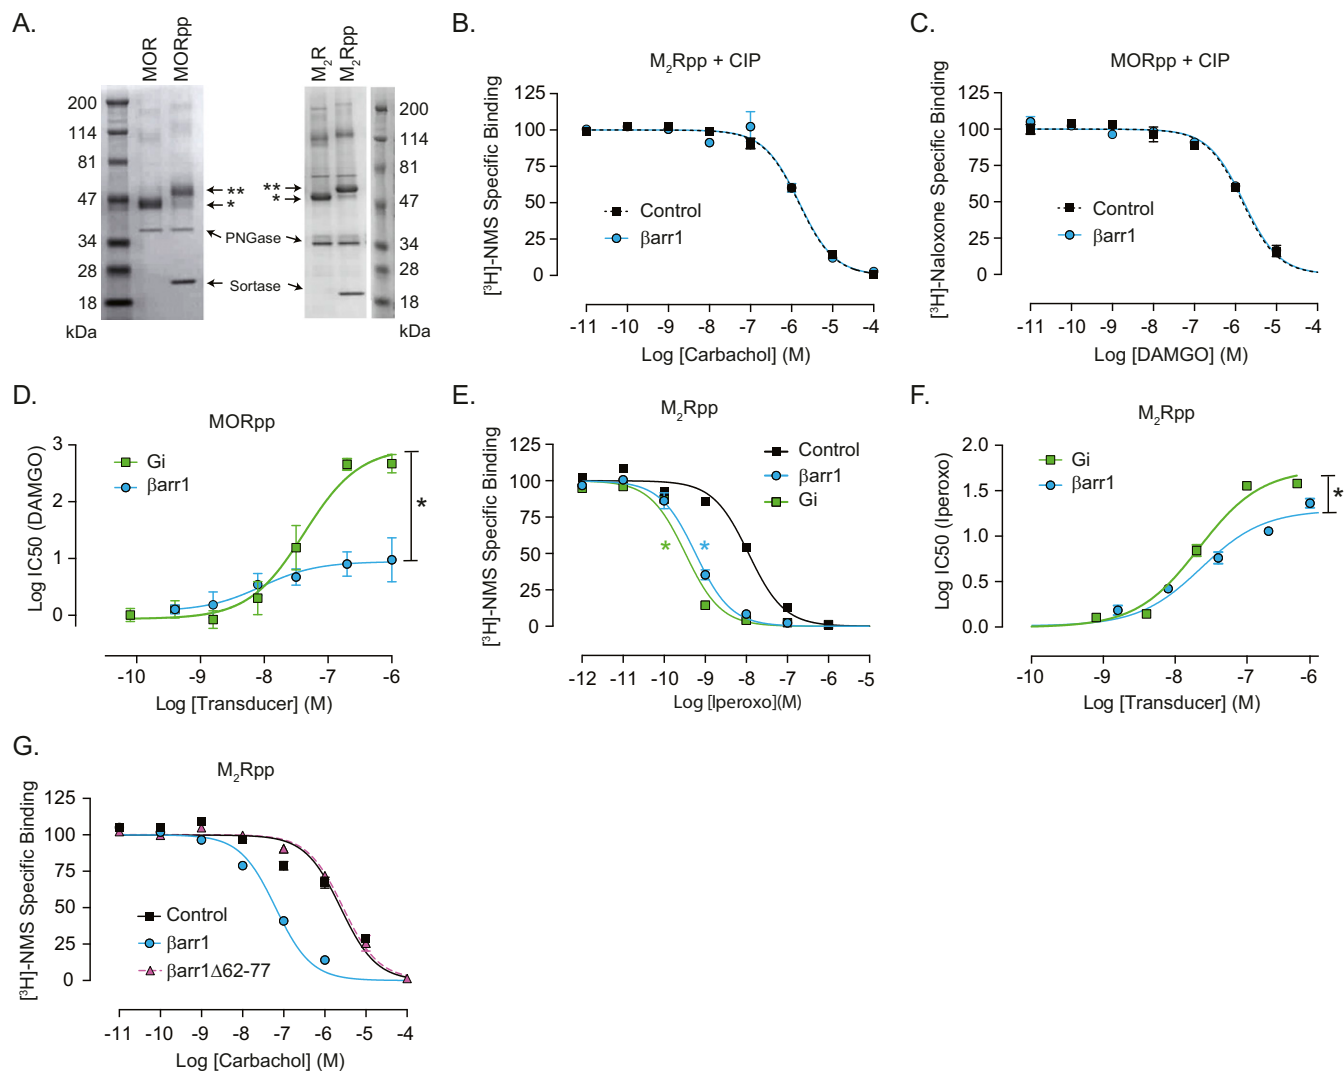 A.
MOR
MORpp
M2R
M2Rpp
200
114
81
47
34
28
18
kDa
**
*
PNGase
Sortase
**
*
200
114
81
47
34
28
18
kDa
B.
M2Rpp + CIP
[³H]-NMS Specific Binding
125
100
75
50
25
0
Control
βarr1
-11 -10 -9 -8 -7 -6 -5 -4
Log [Carbachol] (M)
C.
MORpp + CIP
[³H]-Naloxone Specific Binding
125
100
75
50
25
0
Control
βarr1
-11 -10 -9 -8 -7 -6 -5 -4
Log [DAMGO] (M)
D.
MORpp
Log IC50 (DAMGO)
3
2
1
0
Gi
βarr1
*
-10 -9 -8 -7 -6
Log [Transducer] (M)
E.
M2Rpp
[³H]-NMS Specific Binding
125
100
75
50
25
0
Control
βarr1
Gi
* *
-12 -11 -10 -9 -8 -7 -6 -5
Log [Iperoxo](M)
F.
M2Rpp
Log IC50 (Iperoxo)
2.0
1.5
1.0
0.5
0.0
Gi
βarr1
*
-10 -9 -8 -7 -6
Log [Transducer] (M)
G.
M2Rpp
[³H]-NMS Specific Binding
125
100
75
50
25
0
Control
βarr1
βarr1Δ62-77
-11 -10 -9 -8 -7 -6 -5 -4
Log [Carbachol] (M)